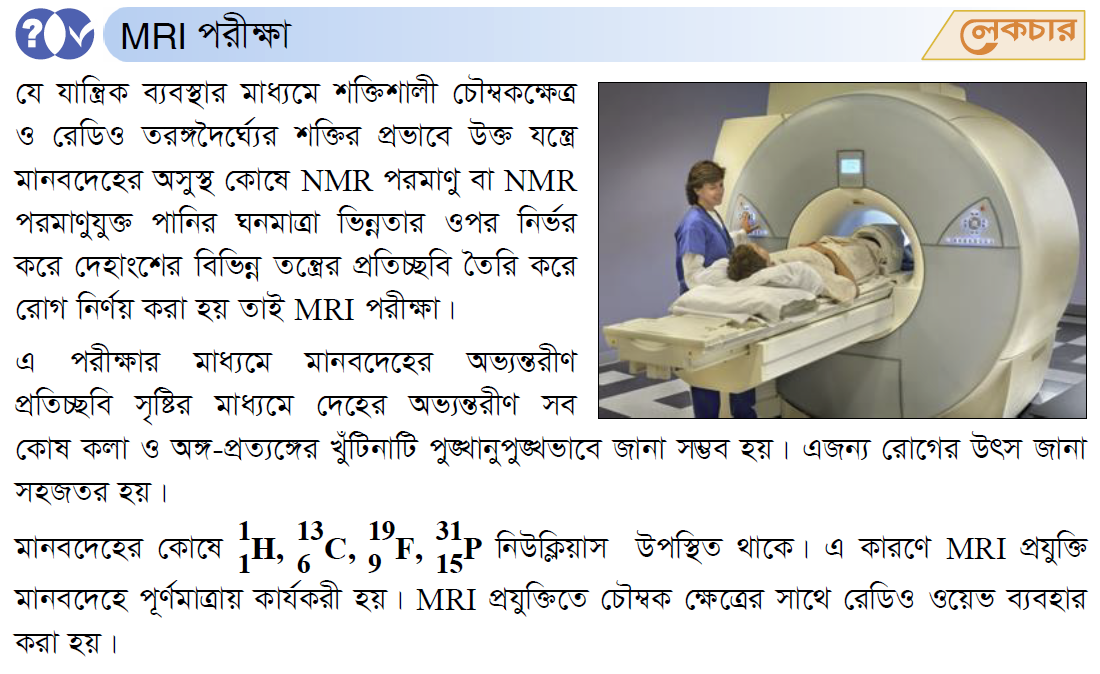 MRI পরীক্ষা
লেকচার
যে যান্ত্রিক ব্যবস্থার মাধ্যমে শক্তিশালী চৌম্বকক্ষেত্র
ও রেডিও তরঙ্গদৈর্ঘ্যের শক্তির প্রভাবে উক্ত যন্ত্রে
মানবদেহের অসুস্থ কোষে NMR পরমাণু বা NMR
পরমাণুযুক্ত পানির ঘনমাত্রা ভিন্নতার ওপর নির্ভর
করে দেহাংশের বিভিন্ন তন্ত্রের প্রতিচ্ছবি তৈরি করে
রোগ নির্ণয় করা হয় তাই MRI পরীক্ষা।
এ পরীক্ষার মাধ্যমে মানবদেহের অভ্যন্তরীণ
প্রতিচ্ছবি সৃষ্টির মাধ্যমে দেহের অভ্যন্তরীণ সব
কোষ কলা ও অঙ্গ-প্রত্যঙ্গের খুঁটিনাটি পুঙ্খানুপুঙ্খভাবে জানা সম্ভব হয়। এজন্য রোগের উৎস জানা
সহজতর হয়।
মানবদেহের কোষে ¹₁H, ¹³₆C, ¹⁹₉F, ³¹₁₅P নিউক্লিয়াস উপস্থিত থাকে। এ কারণে MRI প্রযুক্তি
মানবদেহে পূর্ণমাত্রায় কার্যকরী হয়। MRI প্রযুক্তিতে চৌম্বক ক্ষেত্রের সাথে রেডিও ওয়েভ ব্যবহার
করা হয়।